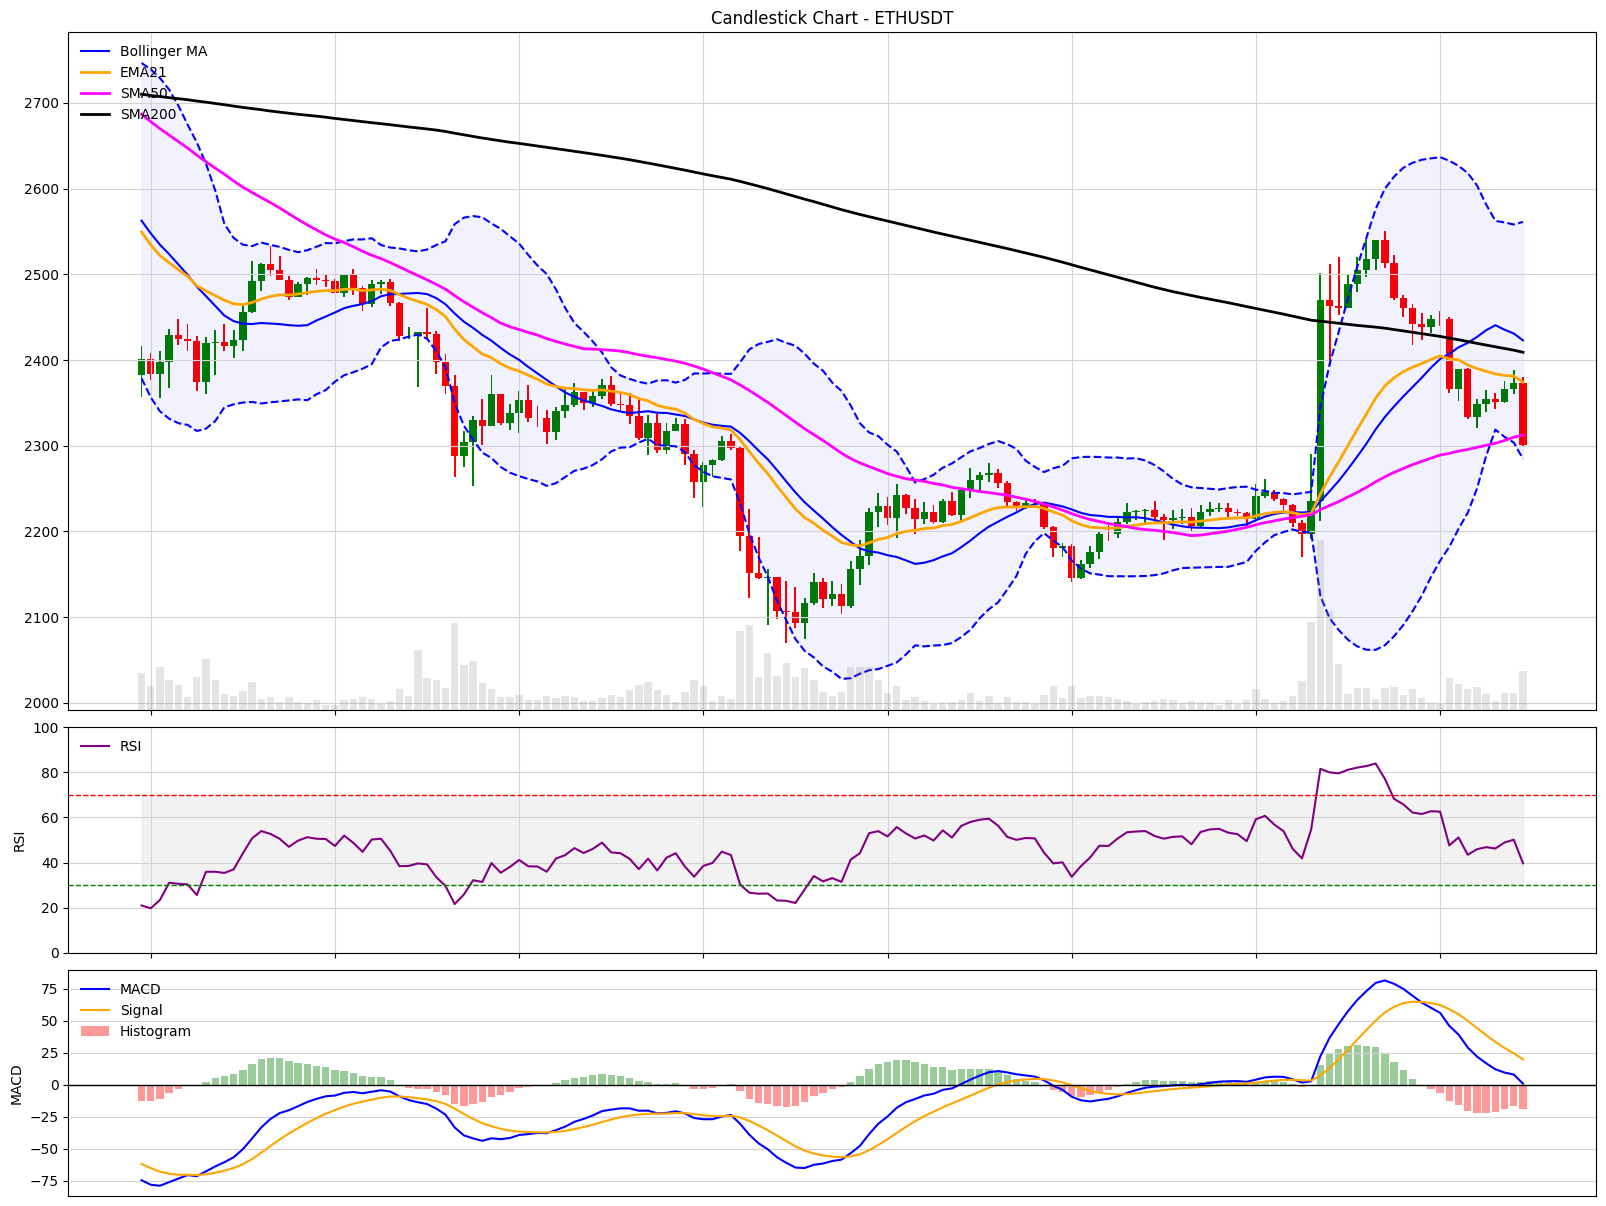 Candlestick Chart - ETHUSDT
Bollinger MA
EMA21
SMA50
SMA200
2700
2600
2500
2400
2300
2200
2100
2000
100
RSI
80
60
RSI
40
20
0
MACD
75
Signal
50
Histogram
25
MACD
0
−25
−50
−75